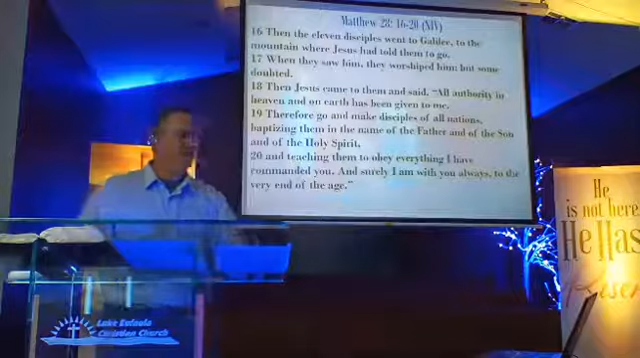 Matthew 28: 16-20 (NIV)
16 Then the eleven disciples went to Galilee, to the
mountain where Jesus had told them to go.
17 When they saw him, they worshiped him; but some
doubted.
18 Then Jesus came to them and said, “All authority in
heaven and on earth has been given to me.
19 Therefore go and make disciples of all nations,
baptizing them in the name of the Father and of the Son
and of the Holy Spirit,
20 and teaching them to obey everything I have
commanded you. And surely I am with you always, to the
very end of the age.”
He
is not here
He Has
Risen
Lake Eufaula
Christian Church